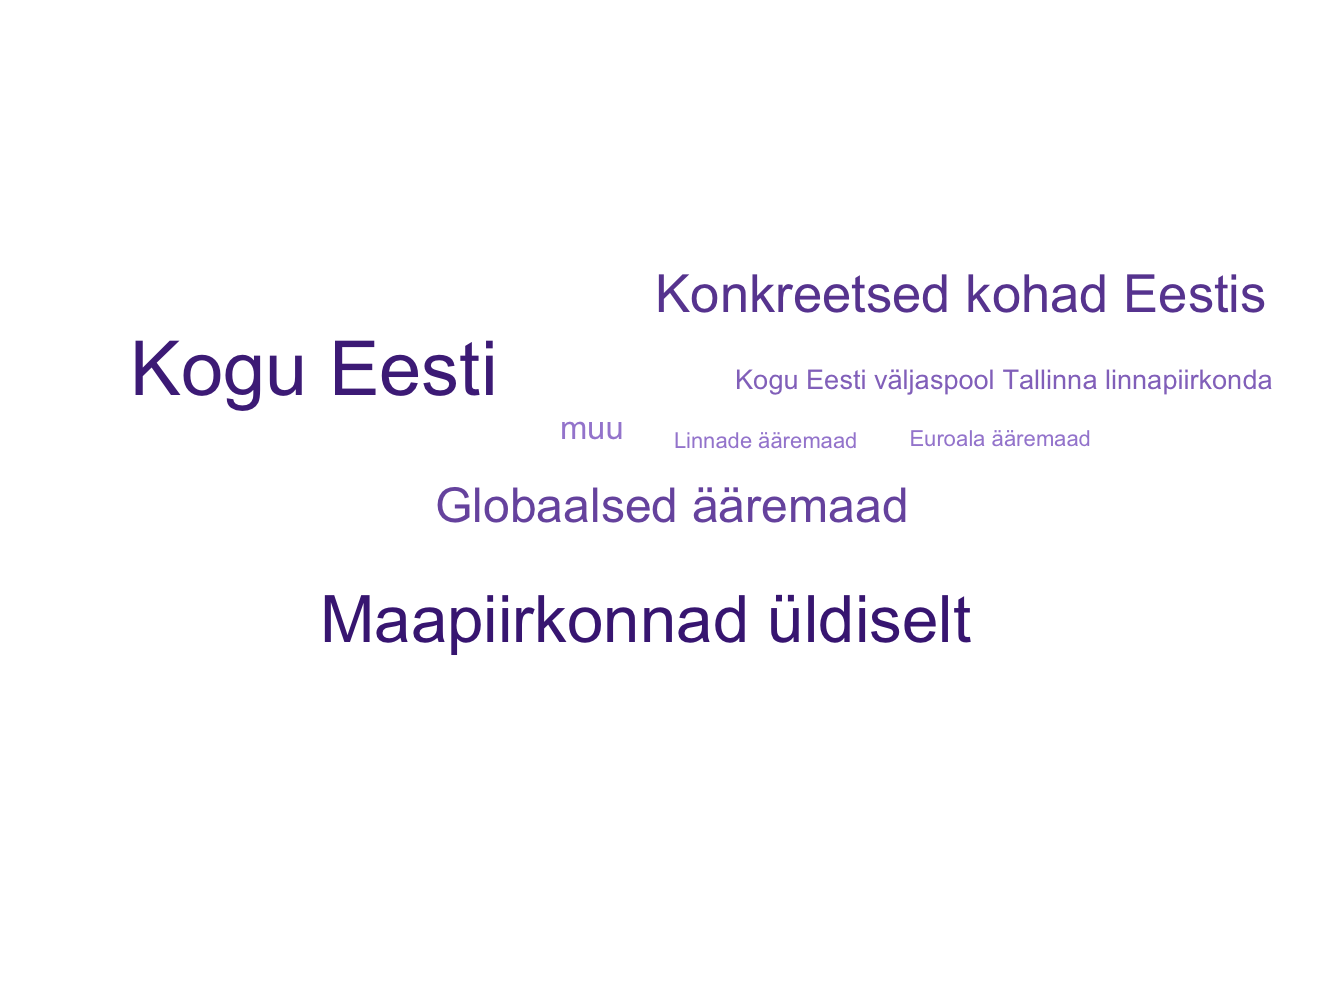 Konkreetsed kohad Eestis
Kogu Eesti
Kogu Eesti väljaspool Tallinna linnapiirkonda
muu
Linnade ääremaad
Euroala ääremaad
Globaalsed ääremaad
Maapiirkonnad üldiselt